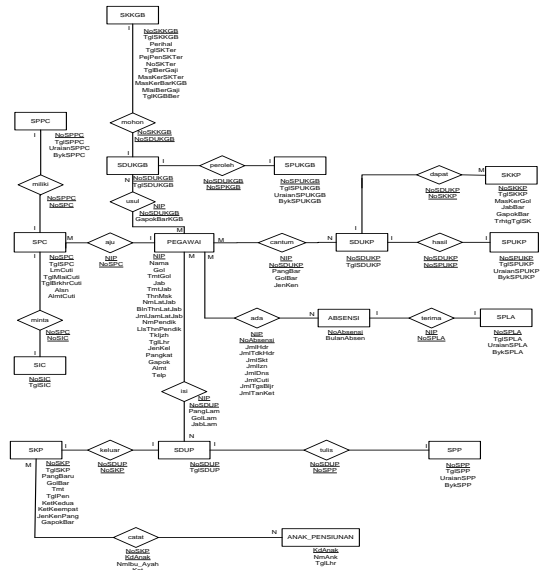 SKKGB
I
NoSKKGB
TglSKKGB
Perihal
TglSKTer
PejPenSKTer
NoSKTer
TglBerGaji
MasKerSKTer
MasKerBarKGB
MlaiBerGaji
TglKGBBer
mohon
NoSKKGB
NoSDUKGB
I
SPPC
I
NoSPPC
TglSPPC
UraianSPPC
BykSPPC
miliki
NoSPPC
NoSPC
I
SDUKGB
I
peroleh
I
SPUKGB
N
NoSDUKGB
TglSDUKGB
NoSDUKGB
NoSPKGB
NoSPUKGB
TglSPUKGB
UraianSPUKGB
BykSPUKGB
usul
NIP
NoSDUKGB
GapokBarKGB
M
dapat
NoSDUKP
NoSKKP
I
M
SKKP
NoSKKP
TglSKKP
MasKerGol
JabBar
GapokBar
TrhtgTglSK
SPC
M
aju
I
PEGAWAI
M
cantum
N
SDUKP
I
hasil
I
SPUKP
NoSPC
TglSPC
LmCuti
TglMlaiCuti
TglBrkhrCuti
Alsn
AlmtCuti
NIP
NoSPC
NIP
Nama
Gol
TmtGol
Jab
TmtJab
ThnMsk
NmLatJab
BlnThnLatJab
JmlJamLatJab
NmPendik
LlsThnPendik
TkIjzh
TglLhr
JenKel
Pangkat
Gapok
Almt
Telp
M
M
NIP
NoSDUKP
PangBar
GolBar
JenKen
NoSDUKP
TglSDUKP
NoSDUKP
NoSPUKP
NoSPUKP
TglSPUKP
UraianSPUKP
BykSPUKP
I
minta
NoSPC
NoSIC
I
SIC
NoSIC
TglSIC
ada
N
ABSENSI
I
terima
I
SPLA
NIP
NoAbsensi
JmlHdr
JmlTdkHdr
JmlSkt
JmlIzn
JmlDns
JmlCuti
JmlTgsBljr
JmlTanKet
NoAbsensi
BulanAbsen
NIP
NoSPLA
NoSPLA
TglSPLA
UraianSPLA
BykSPLA
isi
NIP
NoSDUP
PangLam
GolLam
JabLam
N
SKP
I
keluar
I
SDUP
I
tulis
I
SPP
M
NoSKP
TglSKP
PangBaru
GolBar
Tmt
TglPen
KetKedua
KetKeempat
JenKenPang
GapokBar
NoSDUP
NoSKP
NoSDUP
TglSDUP
NoSDUP
NoSPP
NoSPP
TglSPP
UraianSPP
BykSPP
catat
N
ANAK_PENSIUNAN
NoSKP
KdAnak
NmIbu_Ayah
KdAnak
NmAnk
TglLhr